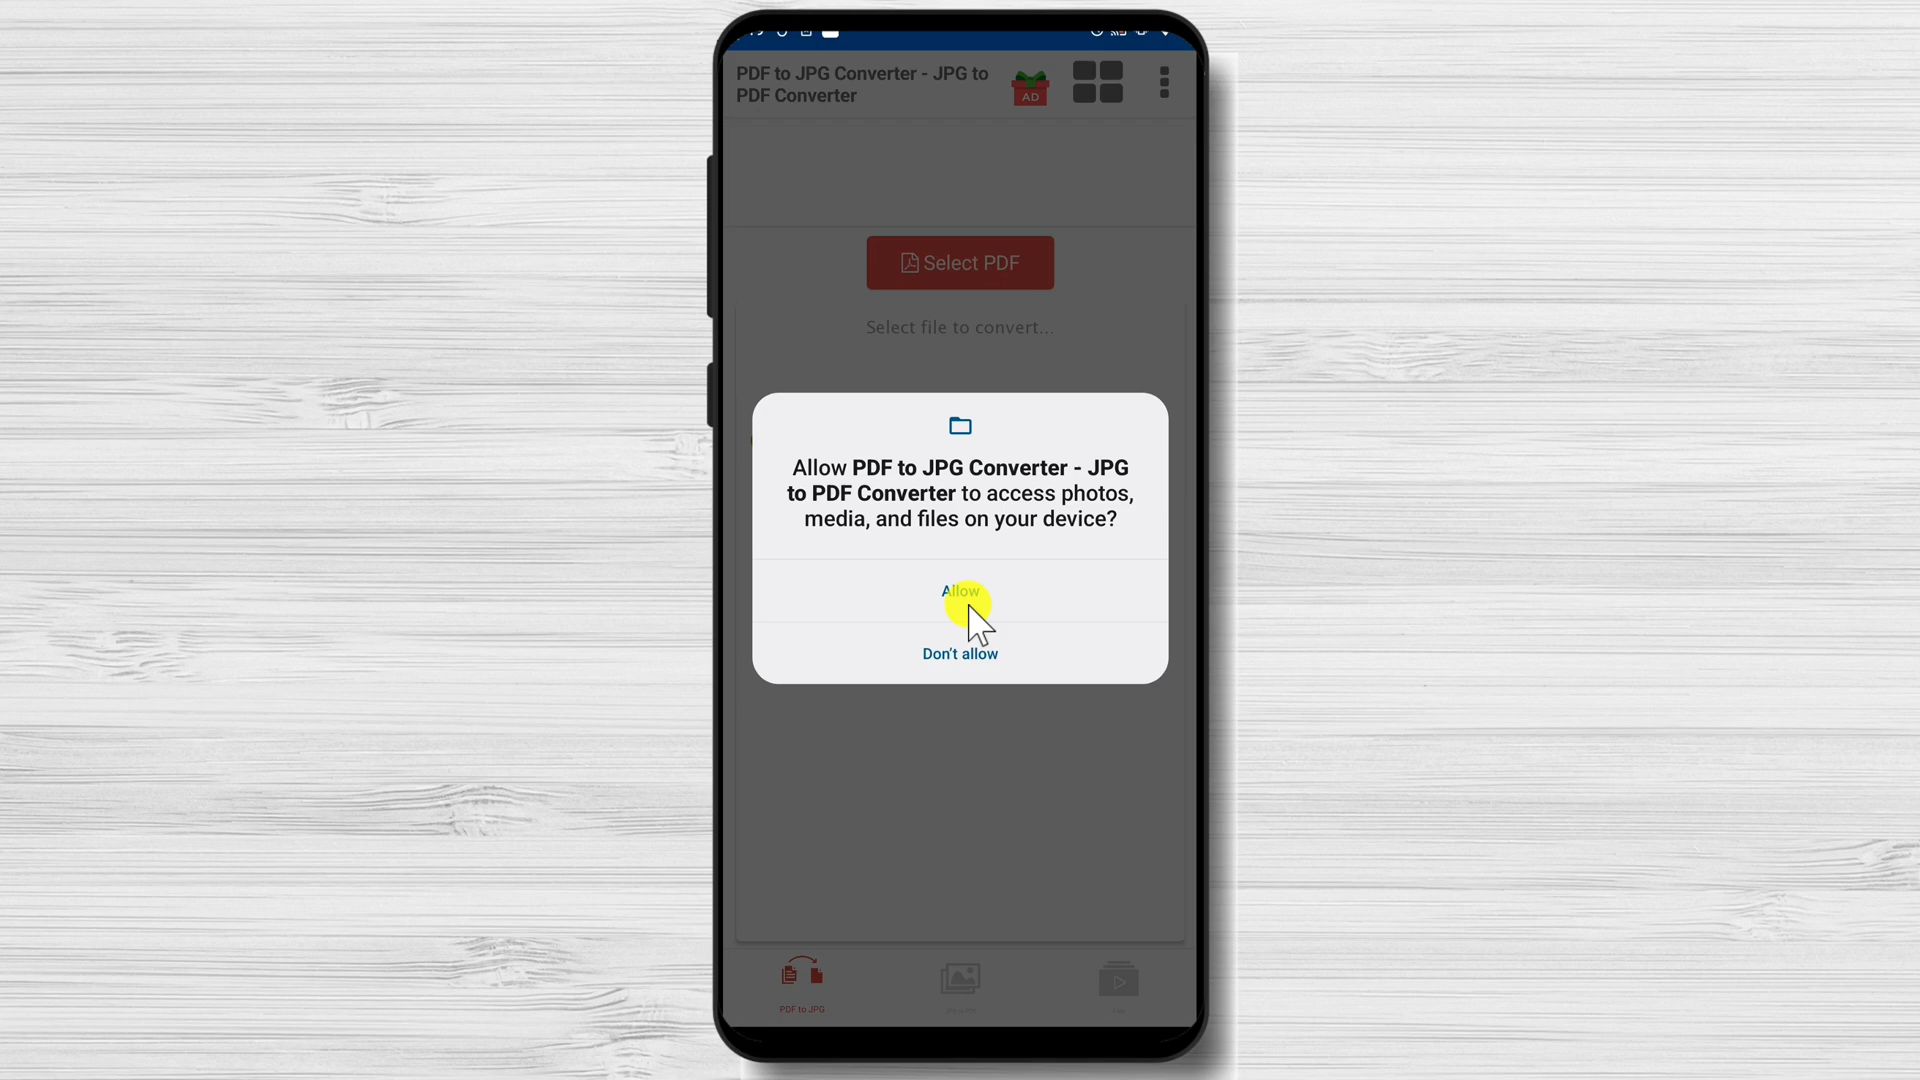 PDF to JPG Converter - JPG to
PDF Converter
AD
Select PDF
Select file to convert...
Allow PDF to JPG Converter - JPG
to PDF Converter to access photos,
media, and files on your device?
Allow
Don't allow
PDF to JPG